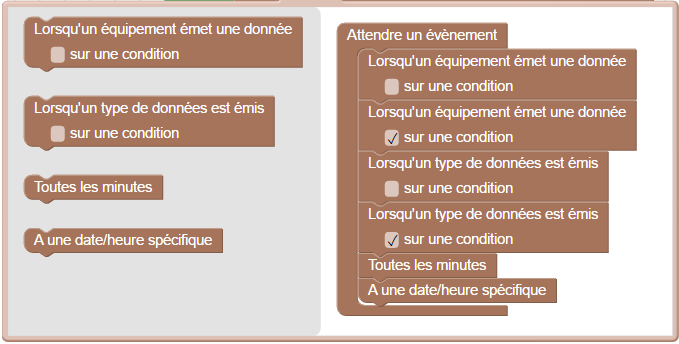 Lorsqu'un équipement émet une donnée
sur une condition
Lorsqu'un type de données est émis
sur une condition
Toutes les minutes
A une date/heure spécifique
Attendre un évènement
Lorsqu'un équipement émet une donnée
sur une condition
Lorsqu'un équipement émet une donnée
sur une condition
Lorsqu'un type de données est émis
sur une condition
Lorsqu'un type de données est émis
sur une condition
Toutes les minutes
A une date/heure spécifique